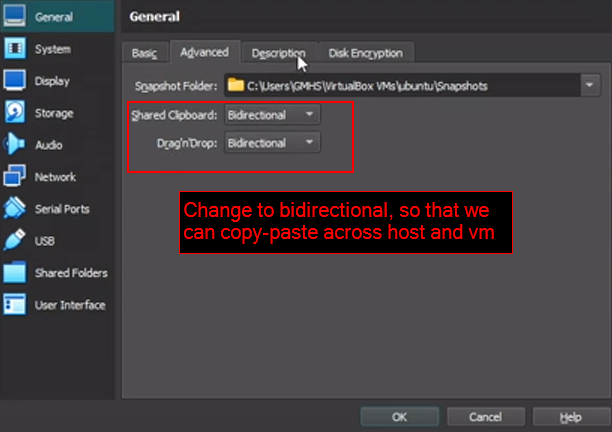 General
General
System
Display
Storage
Audio
Network
Serial Ports
USB
Shared Folders
User Interface
Basic
Advanced
Description
Disk Encryption
Snapshot Folder: C:\Users\GMHS\VirtualBox VMs\ubuntu\Snapshots
Shared Clipboard: Bidirectional
Drag'n'Drop: Bidirectional
Change to bidirectional, so that we
can copy-paste across host and vm
OK
Cancel
Help